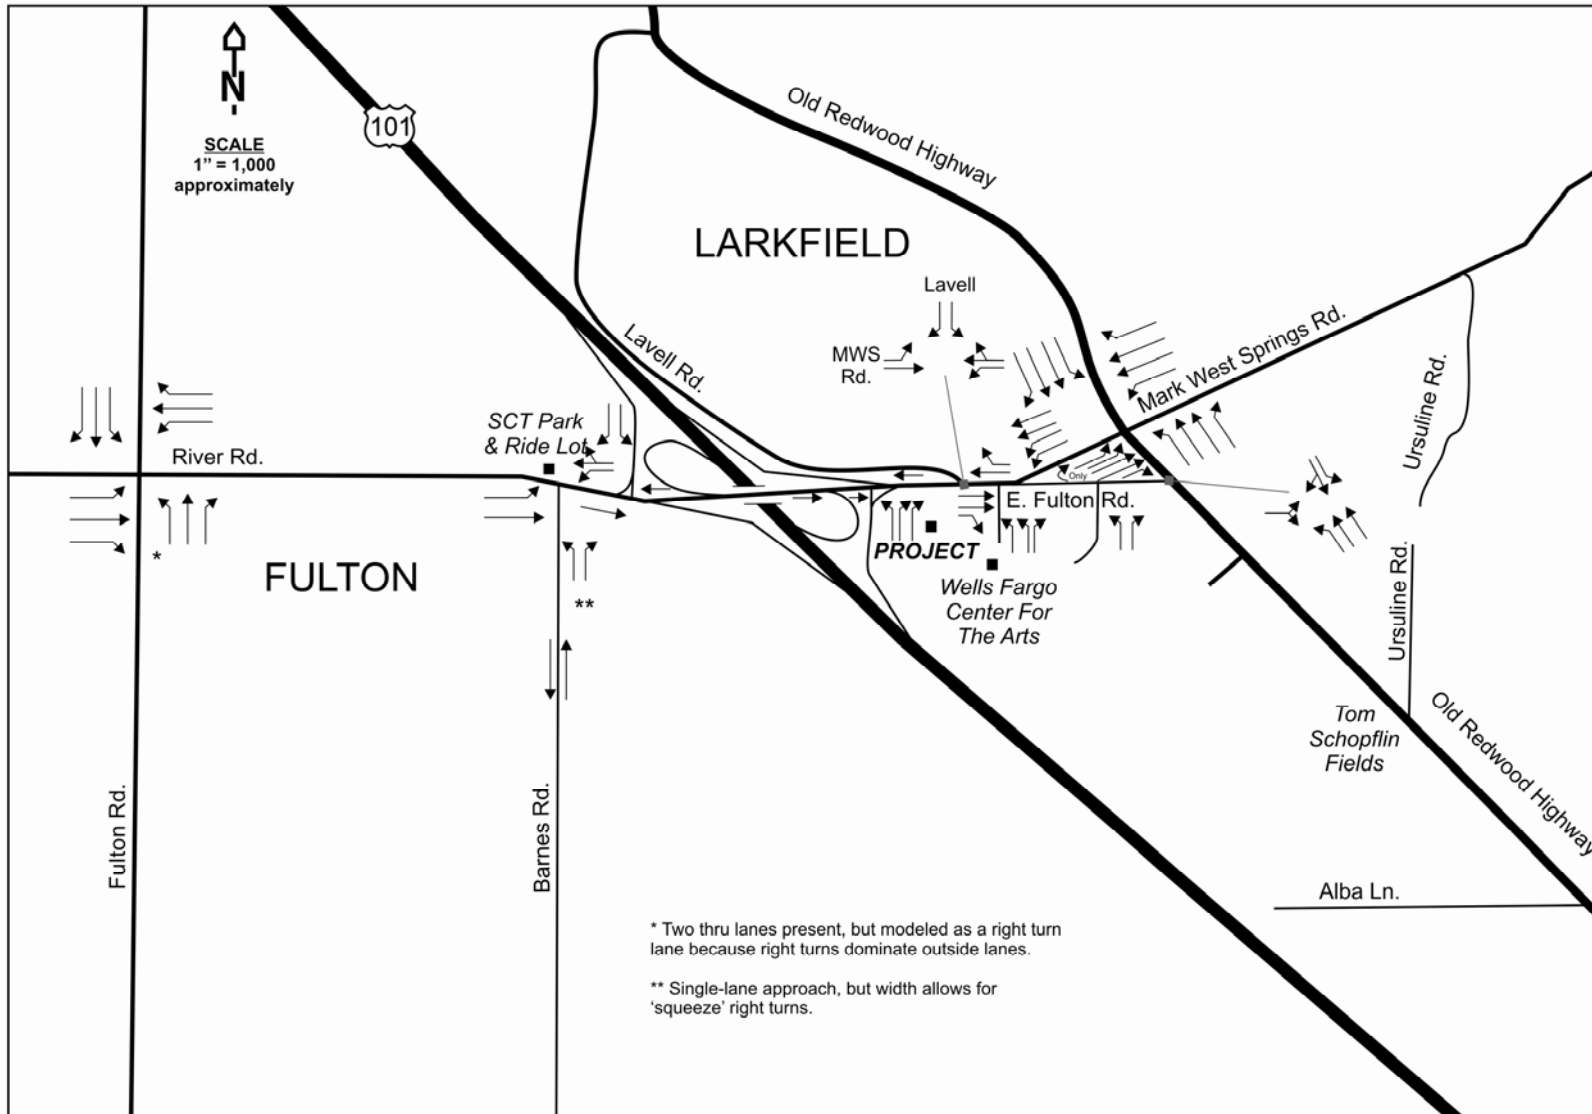 N
SCALE
1” = 1,000
approximately
101
Old Redwood Highway
LARKFIELD
Lavell
MWS
Rd.
Lavell Rd.
Mark West Springs Rd.
Ursuline Rd.
SCT Park
& Ride Lot
River Rd.
Only
E. Fulton Rd.
*
PROJECT
FULTON
**
Wells Fargo
Center For
The Arts
Ursuline Rd.
Tom
Schopflin
Fields
Old Redwood Highway
Fulton Rd.
Barnes Rd.
Alba Ln.
* Two thru lanes present, but modeled as a right turn
lane because right turns dominate outside lanes.
** Single-lane approach, but width allows for
‘squeeze’ right turns.